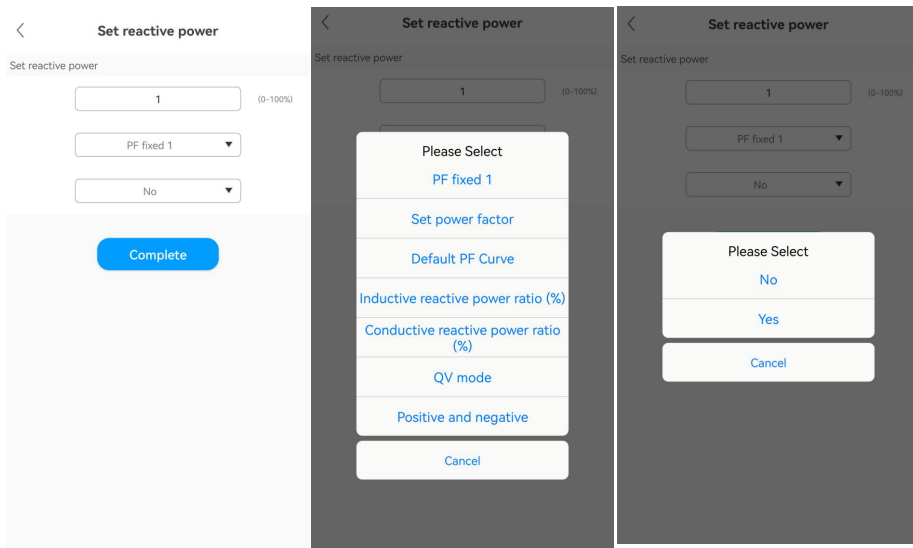 Set reactive power
Set reactive power
1 (0~100%)
PF fixed 1
No
Complete
Set reactive power
Set reactive power
1 (0~100%)
Please Select
PF fixed 1
Set power factor
Default PF Curve
Inductive reactive power ratio (%)
Conductive reactive power ratio
(%)
QV mode
Positive and negative
Cancel
Set reactive power
Set reactive power
1 (0~100%)
PF fixed 1
No
Please Select
No
Yes
Cancel